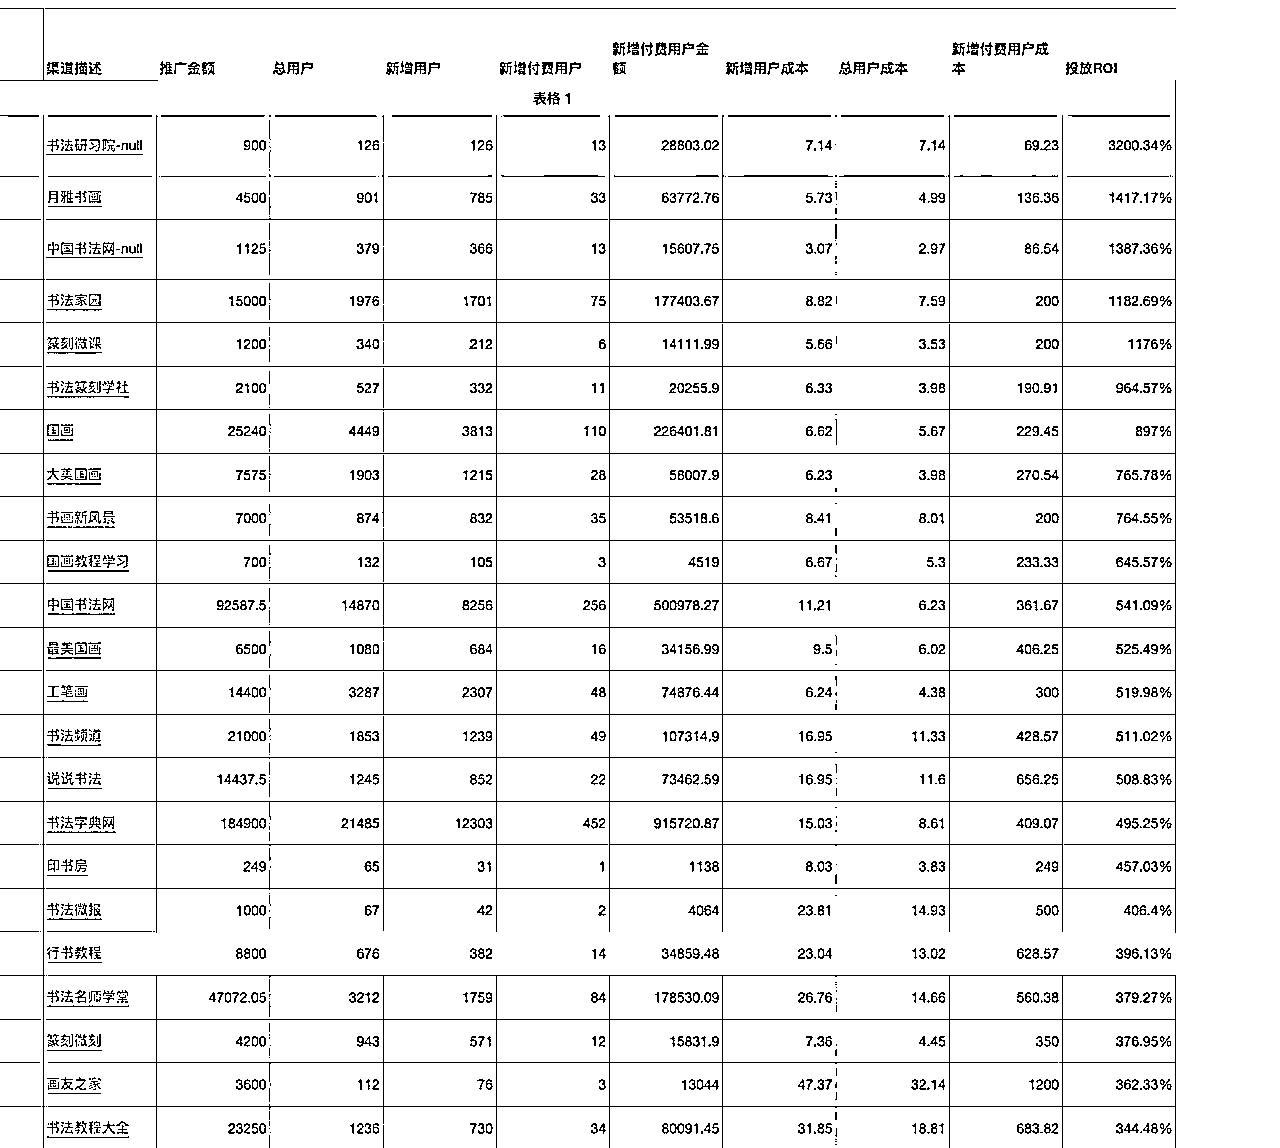 渠道描述 推广金额 总用户 新增用户 新增付费用户 新增付费用户金额 新增用户成本 总用户成本 新增付费用户成本 投放ROI
表格 1
书法研习院-null 900 126 126 13 28803.02 7.14 7.14 69.23 3200.34%
月雅书画 4500 901 785 33 63772.76 5.73 4.99 136.36 1417.17%
中国书法网-null 1125 379 366 13 15607.75 3.07 2.97 86.54 1387.36%
书法家园 15000 1976 1701 75 177403.67 8.82 7.59 200 1182.69%
篆刻微课 1200 340 212 6 14111.99 5.66 3.53 200 1176%
书法篆刻学社 2100 527 332 11 20255.9 6.33 3.98 190.91 964.57%
国画 25240 4449 3813 110 226401.81 6.62 5.67 229.45 897%
大美国画 7575 1903 1215 28 58007.9 6.23 3.98 270.54 765.78%
书画新风景 7000 874 832 35 53518.6 8.41 8.01 200 764.55%
国画教程学习 700 132 105 3 4519 6.67 5.3 233.33 645.57%
中国书法网 92587.5 14870 8256 256 500978.27 11.21 6.23 361.67 541.09%
最美国画 6500 1080 684 16 34156.99 9.5 6.02 406.25 525.49%
工笔画 14400 3287 2307 48 74876.44 6.24 4.38 300 519.98%
书法频道 21000 1853 1239 49 107314.9 16.95 11.33 428.57 511.02%
说说书法 14437.5 1245 852 22 73462.59 16.95 11.6 656.25 508.83%
书法字典网 184900 21485 12303 452 915720.87 15.03 8.61 409.07 495.25%
印书房 249 65 31 1 1138 8.03 3.83 249 457.03%
书法微报 1000 67 42 2 4064 23.81 14.93 500 406.4%
行书教程 8800 676 382 14 34859.48 23.04 13.02 628.57 396.13%
书法名师学堂 47072.05 3212 1759 84 178530.09 26.76 14.66 560.38 379.27%
篆刻微刻 4200 943 571 12 15831.9 7.36 4.45 350 376.95%
画友之家 3600 112 76 3 13044 47.37 32.14 1200 362.33%
书法教程大全 23250 1236 730 34 80091.45 31.85 18.81 683.82 344.48%